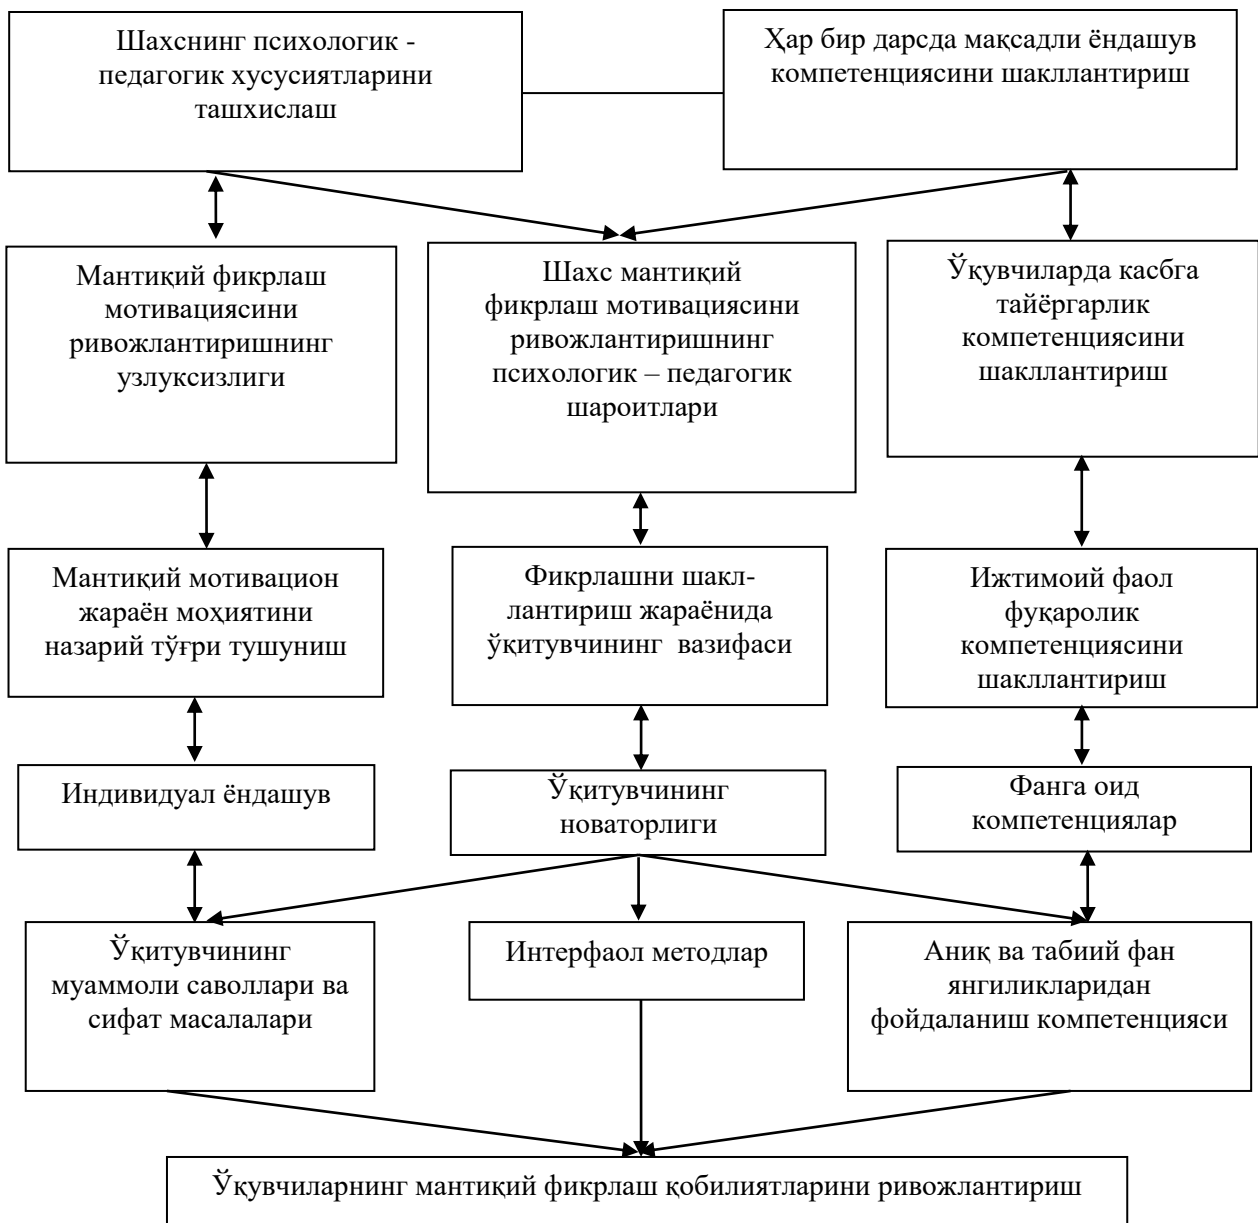 Шахснинг психологик -
педагогик хусусиятларини
ташхислаш
Ҳар бир дарсда мақсадли ёндашув
компетенциясини шакллантириш
Мантиқий фикрлаш
мотивациясини
ривожлантиришнинг
узлуксизлиги
Шахс мантиқий
фикрлаш мотивациясини
ривожлантиришнинг
психологик – педагогик
шароитлари
Ўқувчиларда касбга
тайёргарлик
компетенциясини
шакллантириш
Мантиқий мотивацион
жараён моҳиятини
назарий тўғри тушуниш
Фикрлашни шакл-
лантириш жараёнида
ўқитувчининг вазифаси
Ижтимоий фаол
фуқаролик
компетенциясини
шакллантириш
Индивидуал ёндашув
Ўқитувчининг
новаторлиги
Фанга оид
компетенциялар
Ўқитувчининг
муаммоли саволлари ва
сифат масалалари
Интерфаол методлар
Аниқ ва табиий фан
янгиликларидан
фойдаланиш компетенцияси
Ўқувчиларнинг мантиқий фикрлаш қобилиятларини ривожлантириш